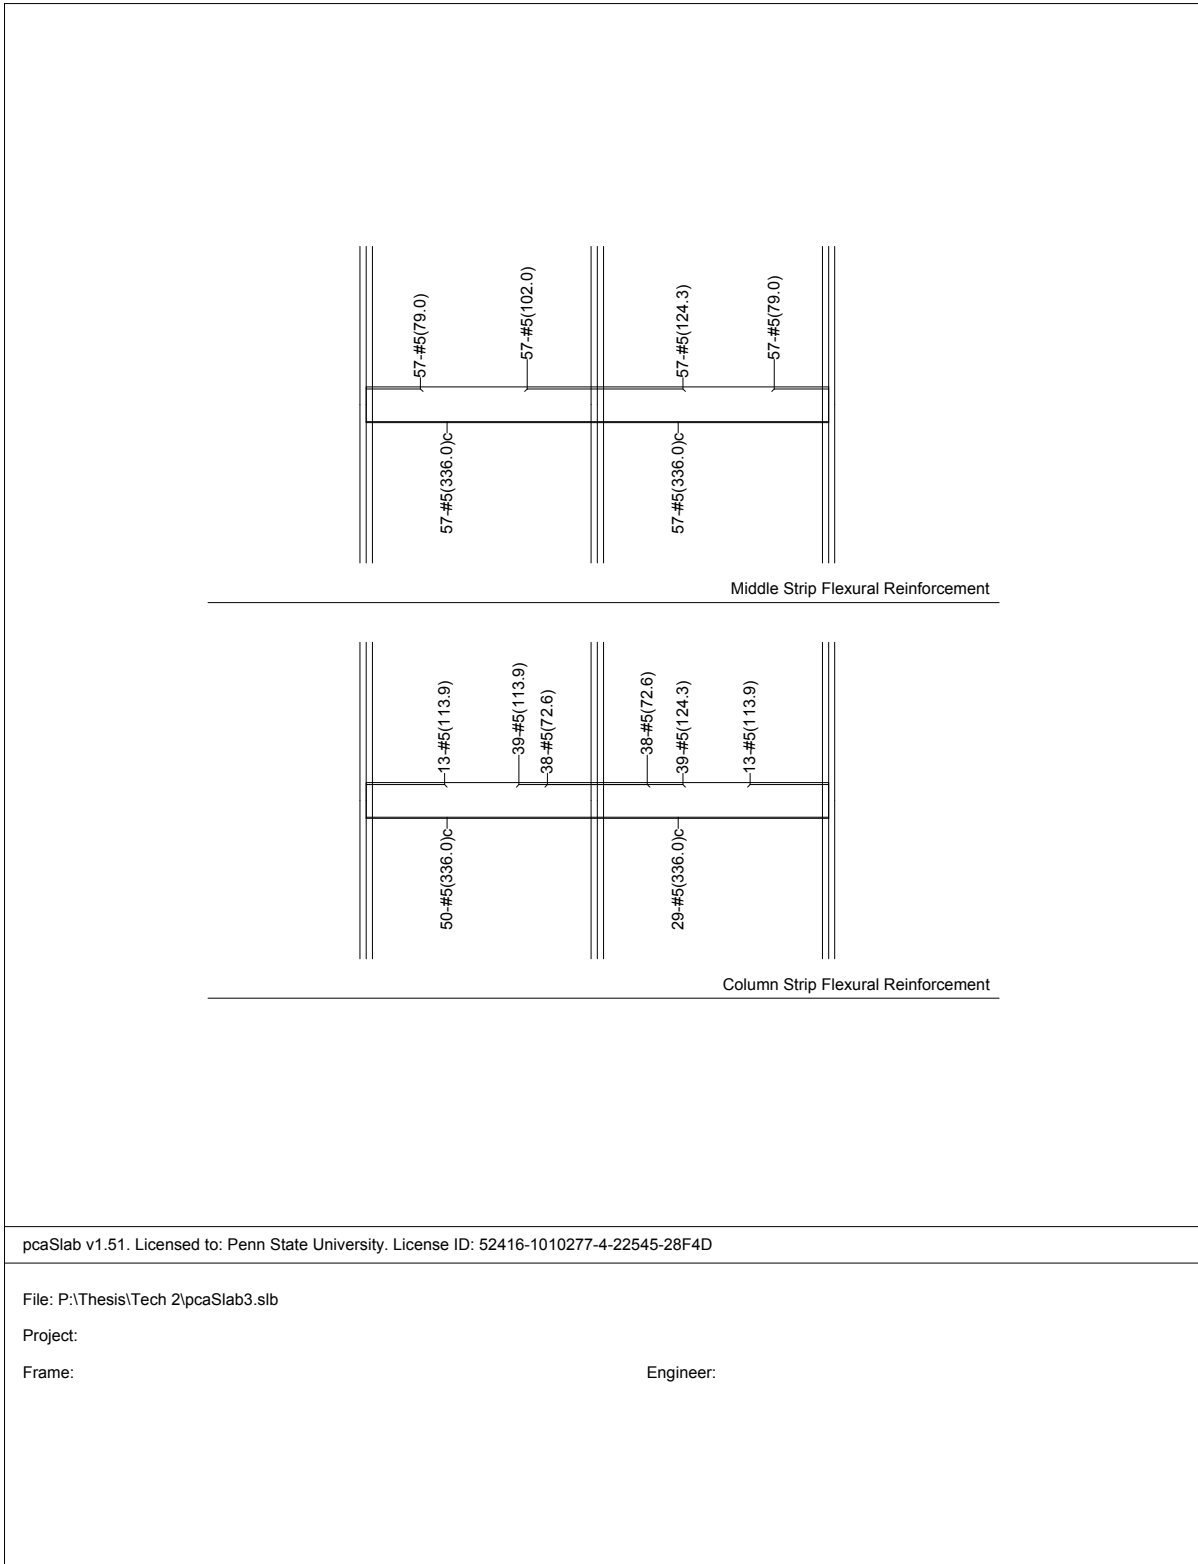 57-#5(79.0)
57-#5(102.0)
57-#5(124.3)
57-#5(79.0)
57-#5(336.0)c
57-#5(336.0)c
Middle Strip Flexural Reinforcement
13-#5(113.9)
39-#5(113.9)
38-#5(72.6)
38-#5(72.6)
39-#5(124.3)
13-#5(113.9)
50-#5(336.0)c
29-#5(336.0)c
Column Strip Flexural Reinforcement
pcaSlab v1.51. Licensed to: Penn State University. License ID: 52416-1010277-4-22545-28F4D
File: P:\Thesis\Tech 2\pcaSlab3.slb
Project:
Frame:
Engineer: